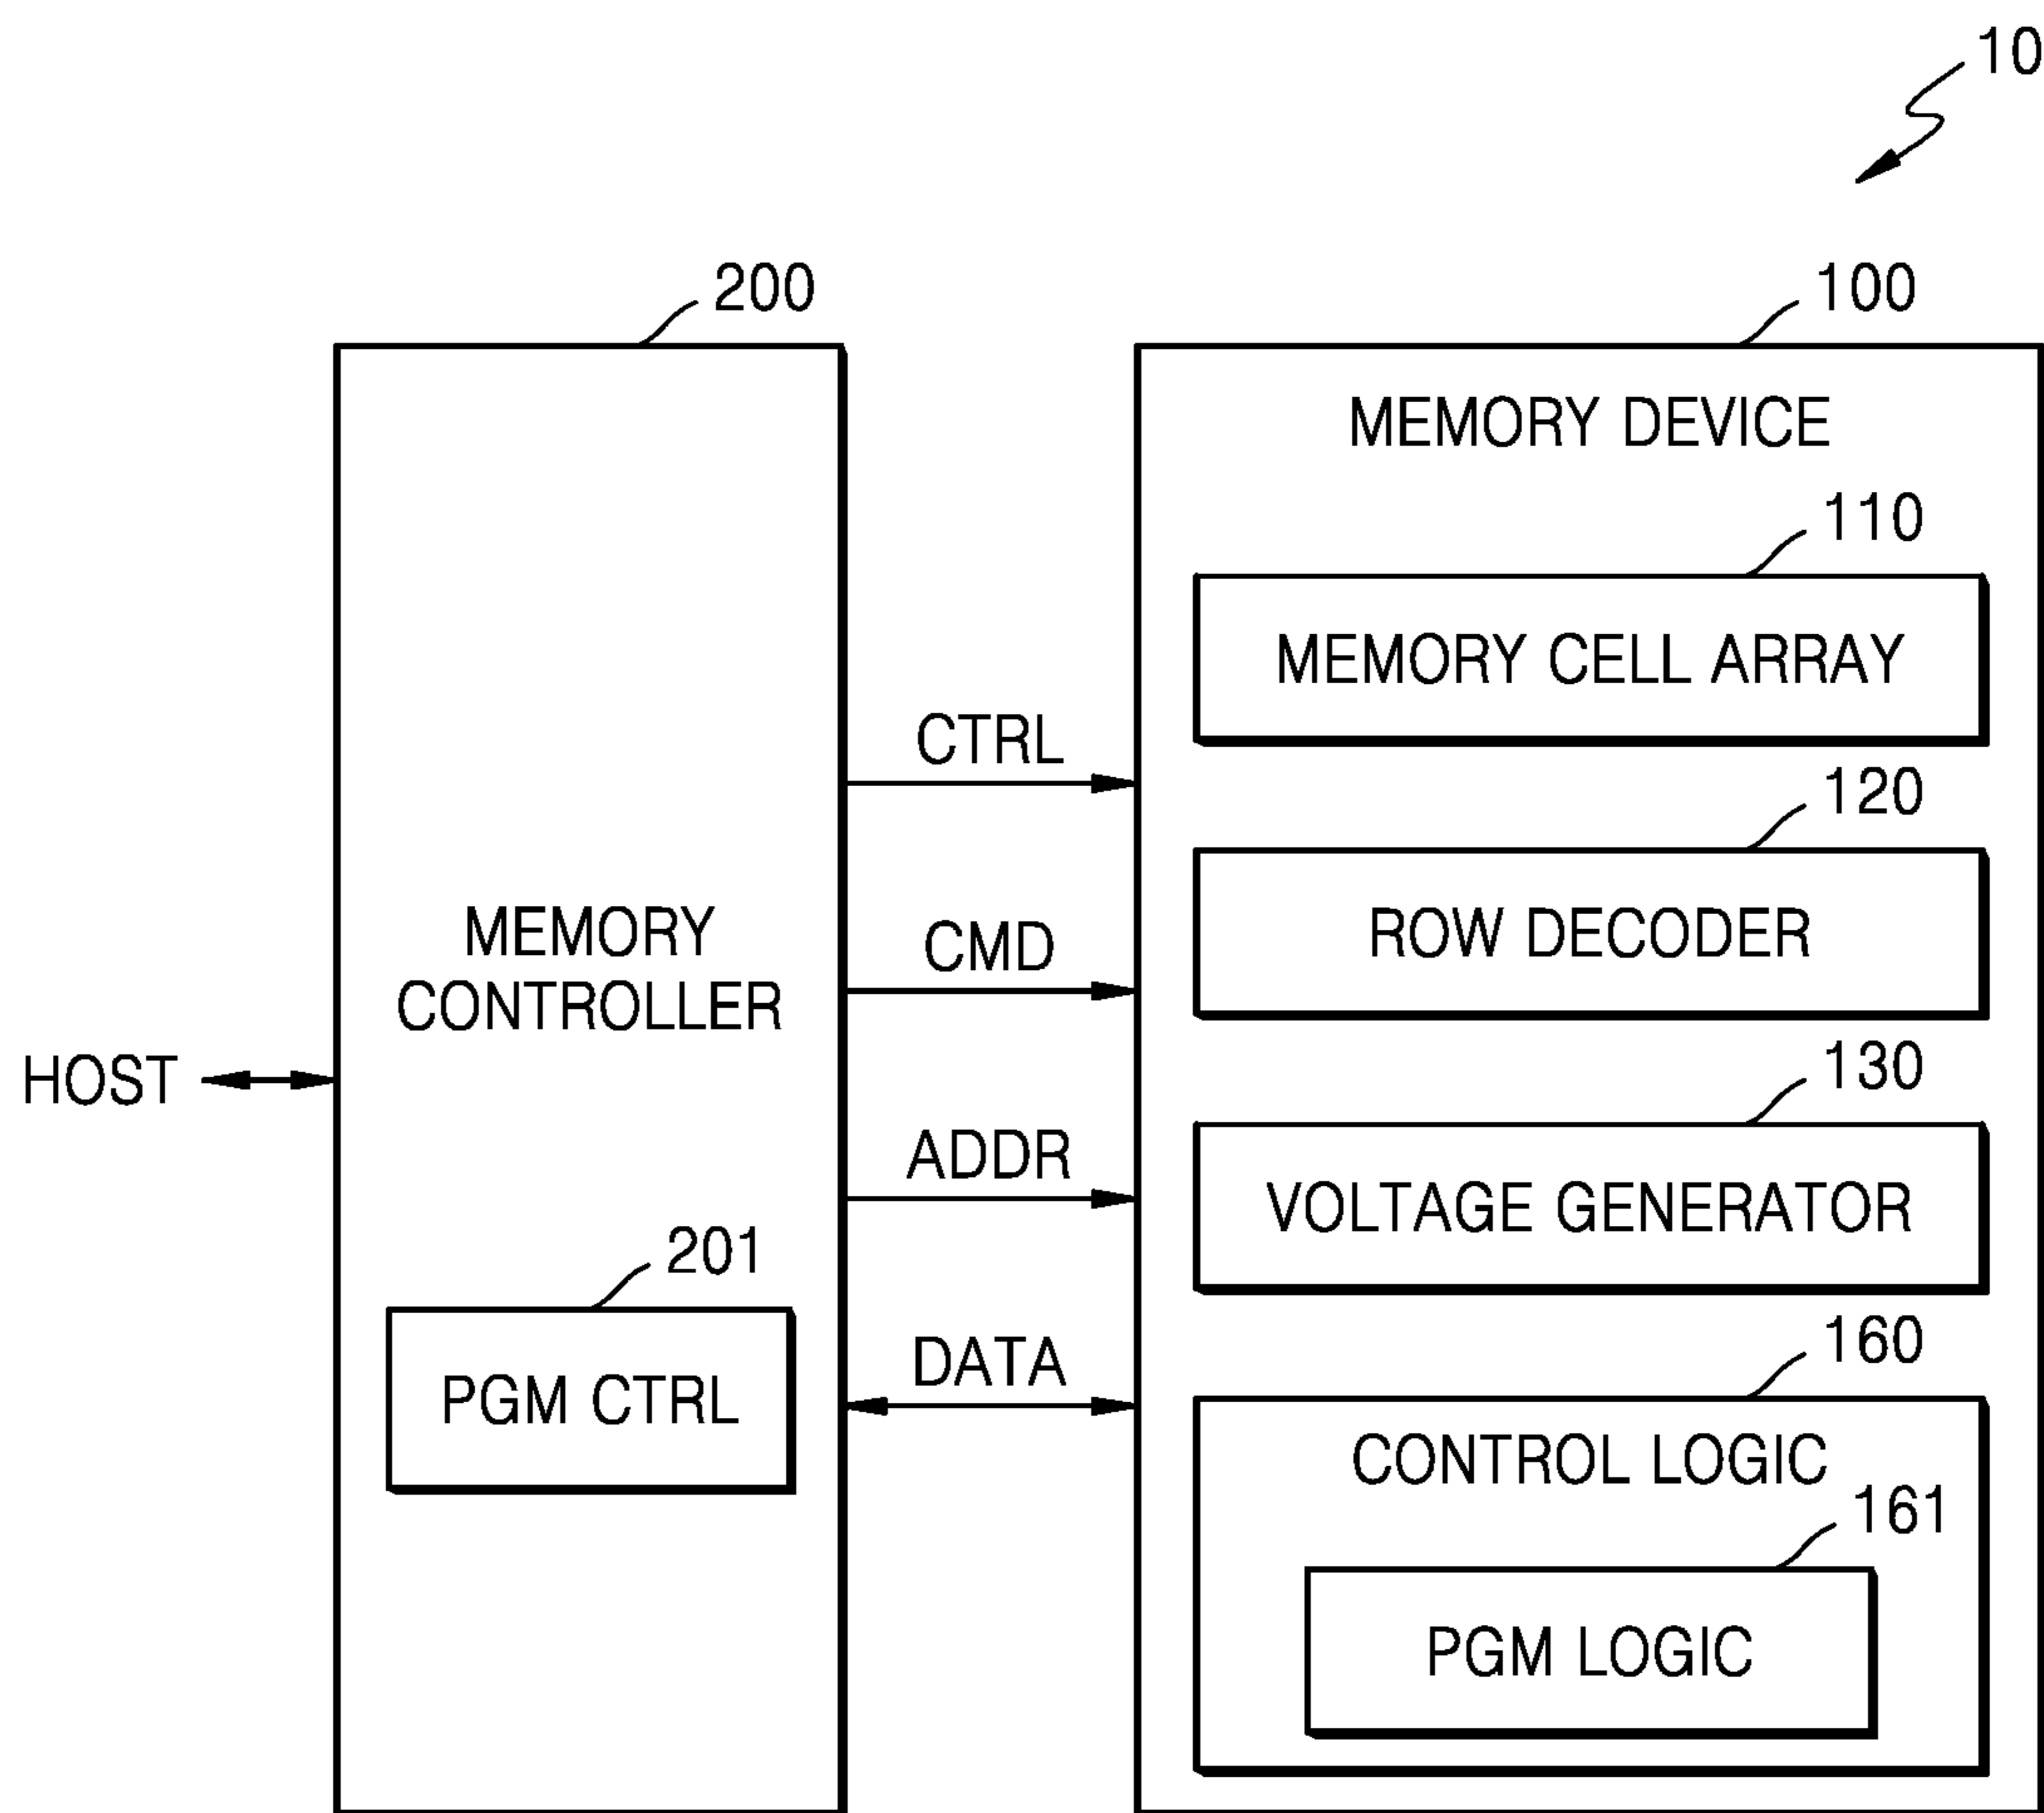 10
200
100
MEMORY DEVICE
110
MEMORY CELL ARRAY
CTRL
120
MEMORY
CONTROLLER
CMD
ROW DECODER
HOST
130
ADDR
VOLTAGE GENERATOR
201
PGM CTRL
DATA
160
CONTROL LOGIC
161
PGM LOGIC